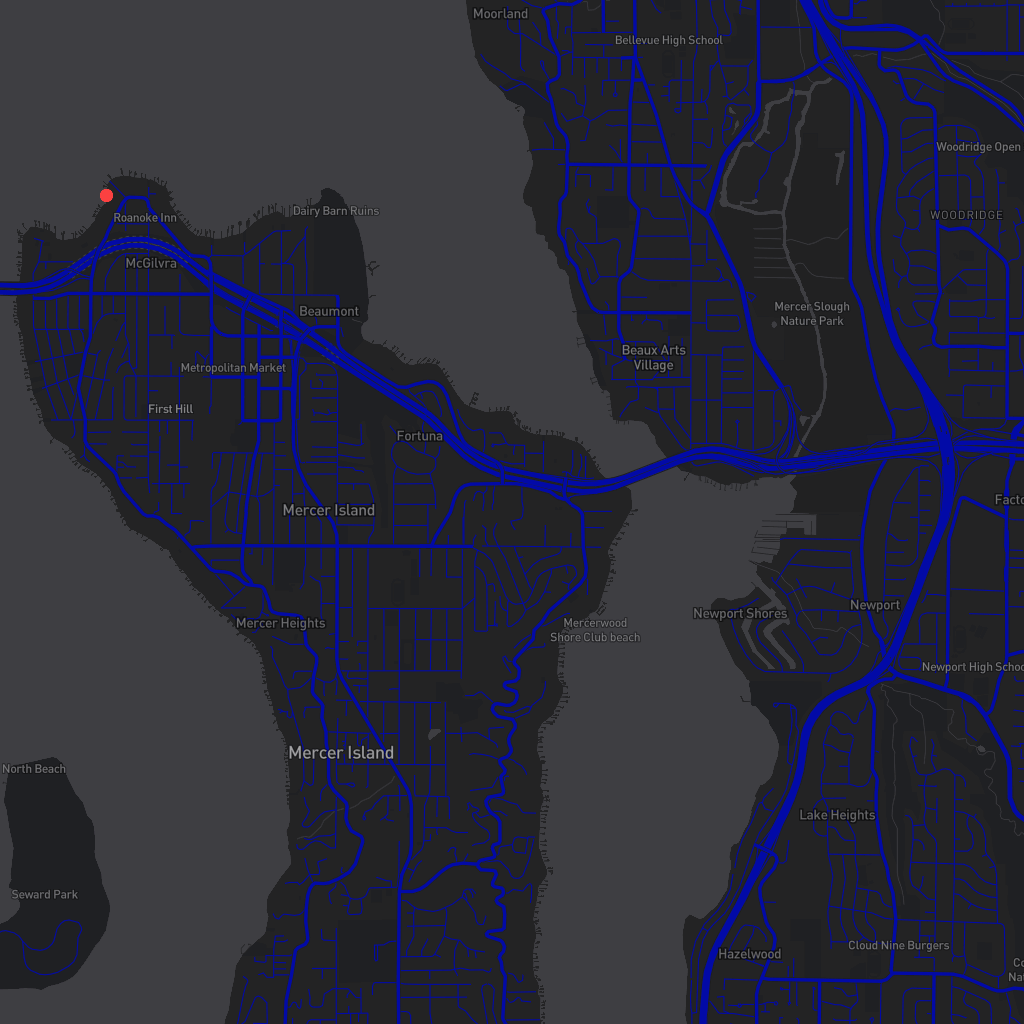 Moorland
Bellevue High School
Woodridge Open
WOODRIDGE
Dairy Barn Ruins
Roanoke Inn
McGilvra
Beaumont
Mercer Slough
Nature Park
Beaux Arts
Village
Metropolitan Market
First Hill
Fortuna
Mercer Island
Facto
Newport
Newport Shores
Mercer Heights
Mercerwood
Shore Club beach
Newport High Schoo
Mercer Island
North Beach
Lake Heights
Seward Park
Cloud Nine Burgers
Hazelwood
Co
Nat